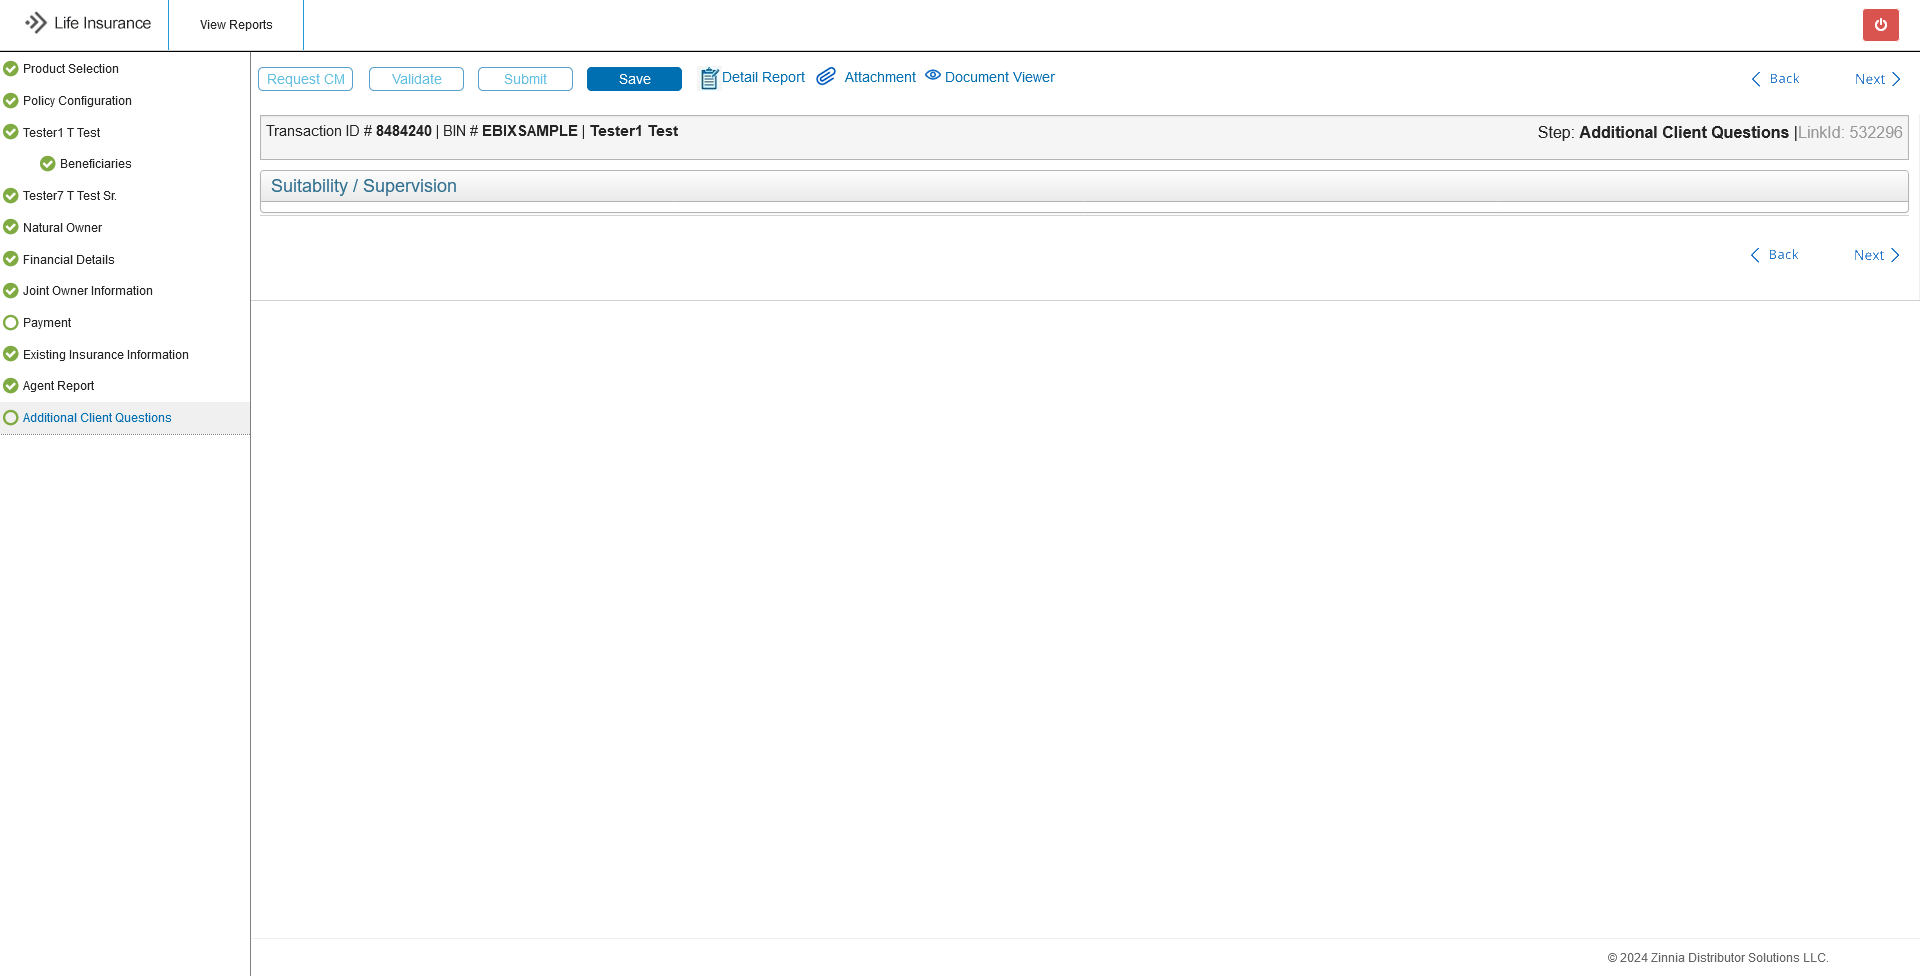 Life Insurance
View Reports
Product Selection
Policy Configuration
Tester1 T Test
Beneficiaries
Tester7 T Test Sr.
Natural Owner
Financial Details
Joint Owner Information
Payment
Existing Insurance Information
Agent Report
Additional Client Questions
Request CM
Validate
Submit
Save
Detail Report
Attachment
Document Viewer
Back
Next
Transaction ID # 8484240 | BIN # EBIXSAMPLE | Tester1 Test
Step: Additional Client Questions |LinkId: 532296
Suitability / Supervision
Back
Next
© 2024 Zinnia Distributor Solutions LLC.